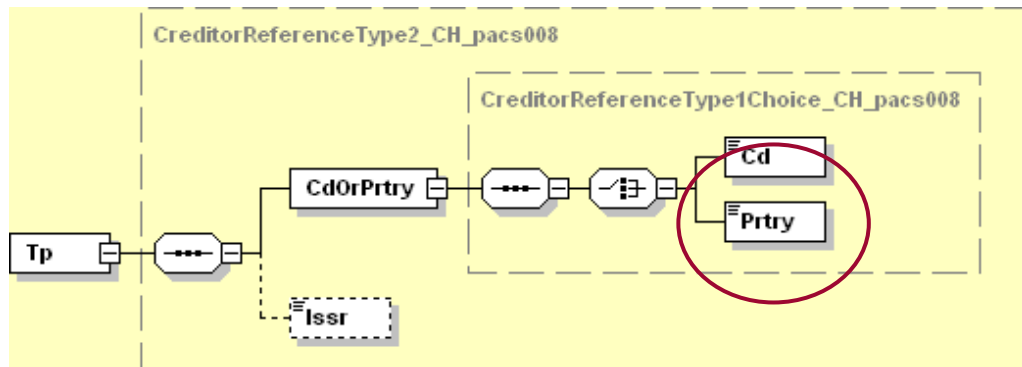 CreditorReferenceType2_CH_pacs008
CreditorReferenceType1Choice_CH_pacs008
Cd
CdOrPrtry
Prtry
Tp
Issr